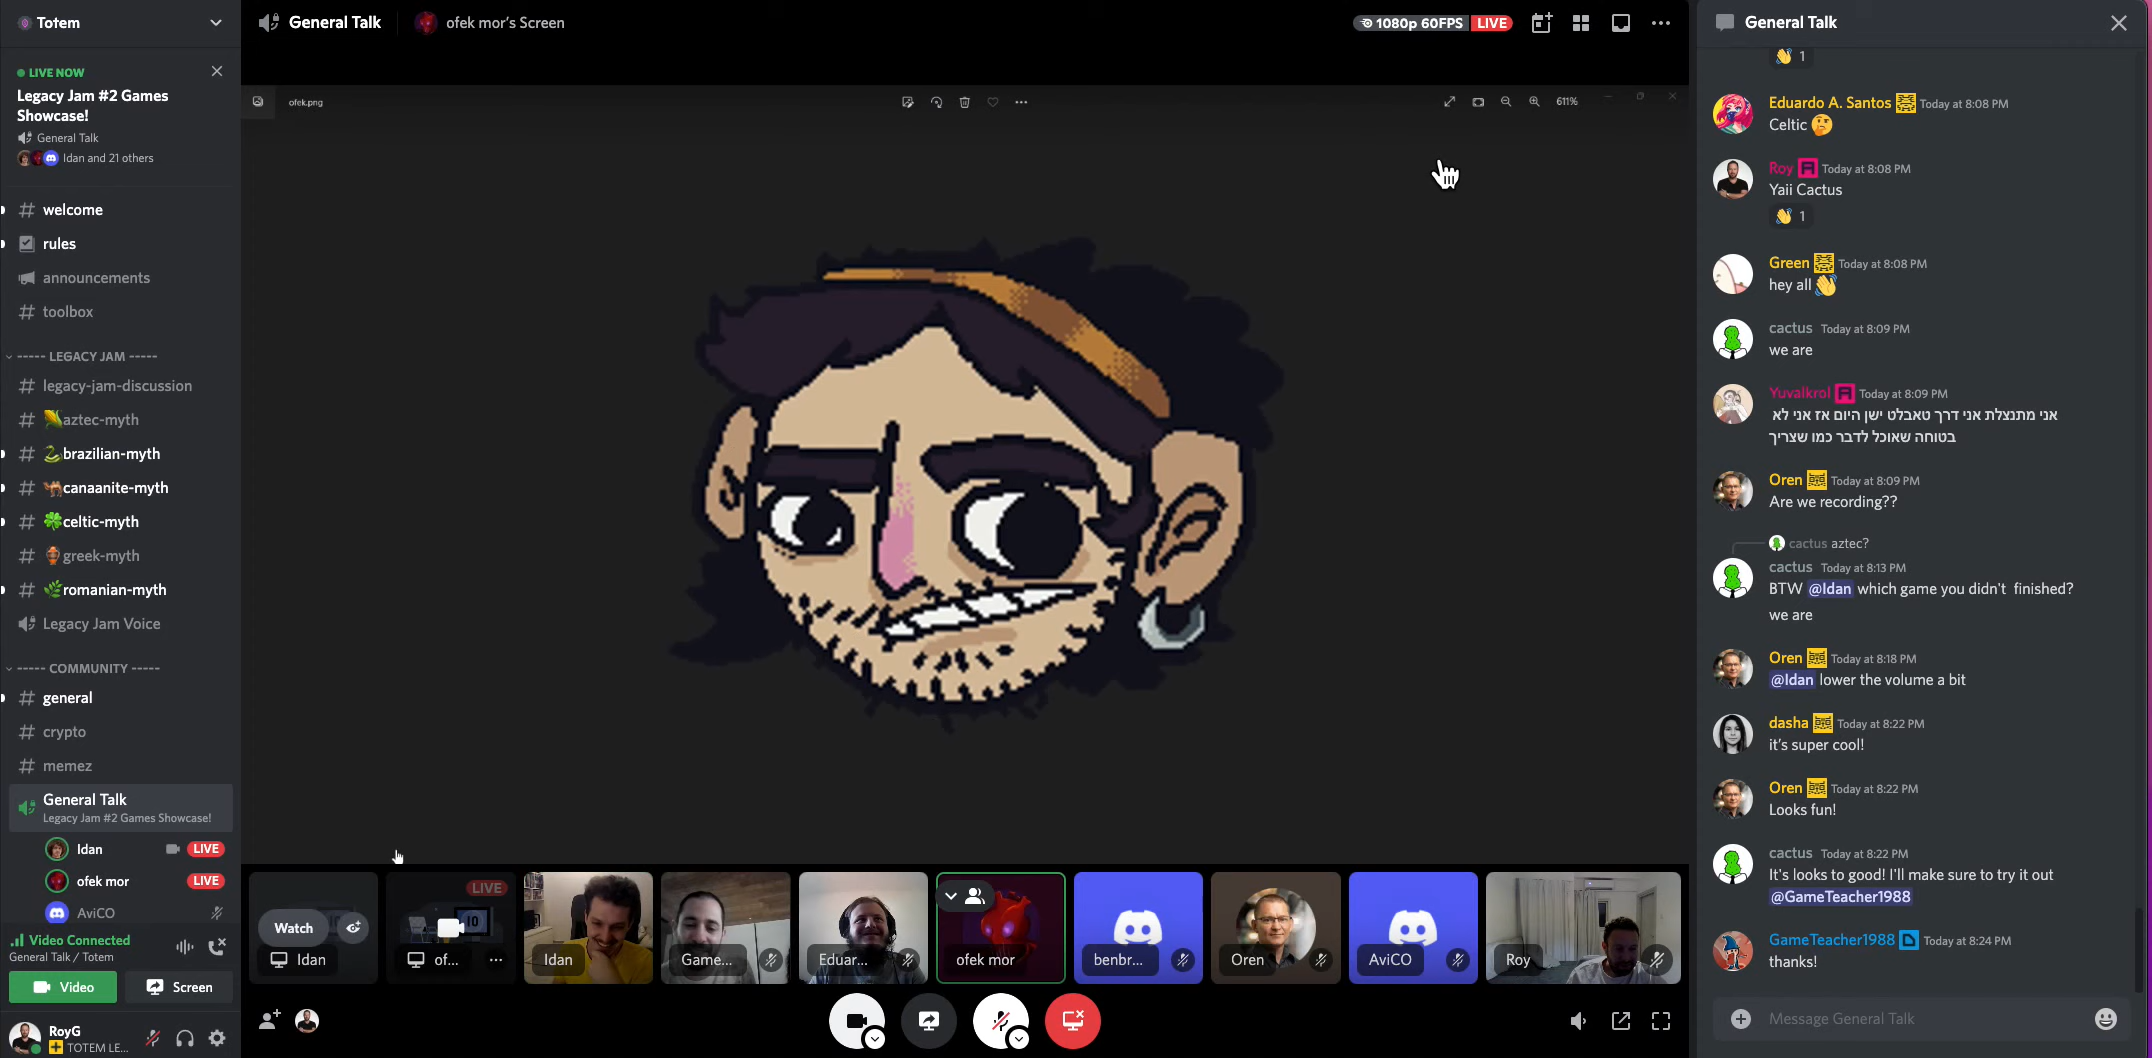 Totem
LIVE NOW
Legacy Jam #2 Games
Showcase!
General Talk
Idan and 21 others
welcome
rules
announcements
toolbox
----- LEGACY JAM -----
legacy-jam-discussion
aztec-myth
brazilian-myth
canaanite-myth
celtic-myth
greek-myth
romanian-myth
Legacy Jam Voice
----- COMMUNITY -----
general
crypto
memez
General Talk
Legacy Jam #2 Games Showcase!
Idan
LIVE
ofek mor
LIVE
AviCO
Video Connected
General Talk / Totem
Video
Screen
RoyG
TOTEM LE...
General Talk
ofek mor's Screen
1080p 60FPS
LIVE
ofek.png
611%
Watch
Idan
LIVE
of...
Idan
Game...
Eduar...
ofek mor
benbr...
Oren
AviCO
Roy
General Talk
1
Eduardo A. Santos Today at 8:08 PM
Celtic 🤔
Roy Today at 8:08 PM
Yaii Cactus
👋 1
Green Today at 8:08 PM
hey all 👋
cactus Today at 8:09 PM
we are
Yuvalkrol Today at 8:09 PM
אני מתנצלת אני דרך טאבלט ישן היום אז אני לא
בטוחה שאוכל לדבר כמו שצריך
Oren Today at 8:09 PM
Are we recording??
cactus aztec?
cactus Today at 8:13 PM
BTW @Idan which game you didn't finished?
we are
Oren Today at 8:18 PM
@Idan lower the volume a bit
dasha Today at 8:22 PM
it's super cool!
Oren Today at 8:22 PM
Looks fun!
cactus Today at 8:22 PM
It's looks to good! I'll make sure to try it out
@GameTeacher1988
GameTeacher1988 Today at 8:24 PM
thanks!
Message General Talk